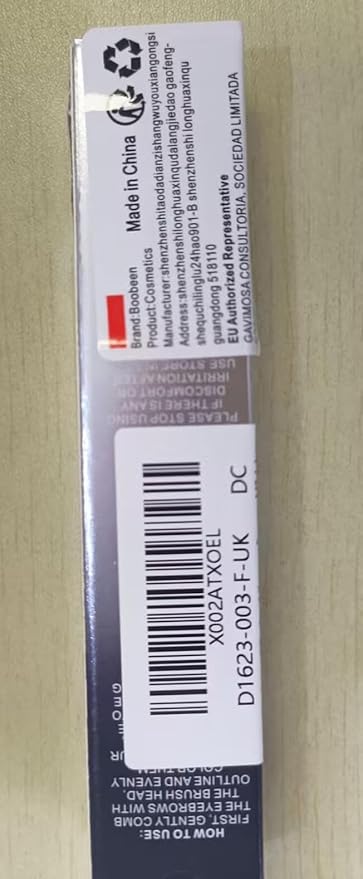 Brand:Boobeen
Product:Cosmetics
Made in China
Manufacturer:shenzhenshitaodadianzishangwuyouxiangongsi
Address:shenzhenshilonghuaxinqudalangjiedao gaofeng-
shequchilinglu24hao901-B shenzhenshi longhuaxinqu
guangdong 518110
EU Authorized Representative
GAVIMOSA CONSULTORIA, SOCIEDAD LIMITADA
X002ATXOEL
D1623-003-F-UK DC
HOW TO USE:
FIRST, GENTLY COMB
THE EYEBROWS WITH
THE BRUSH HEAD,
OUTLINE AND EVENLY
COLOR THEM
PLEASE STOP USING
IF THERE IS ANY
DISCOMFORT OR
IRRITATION AFTER
USE